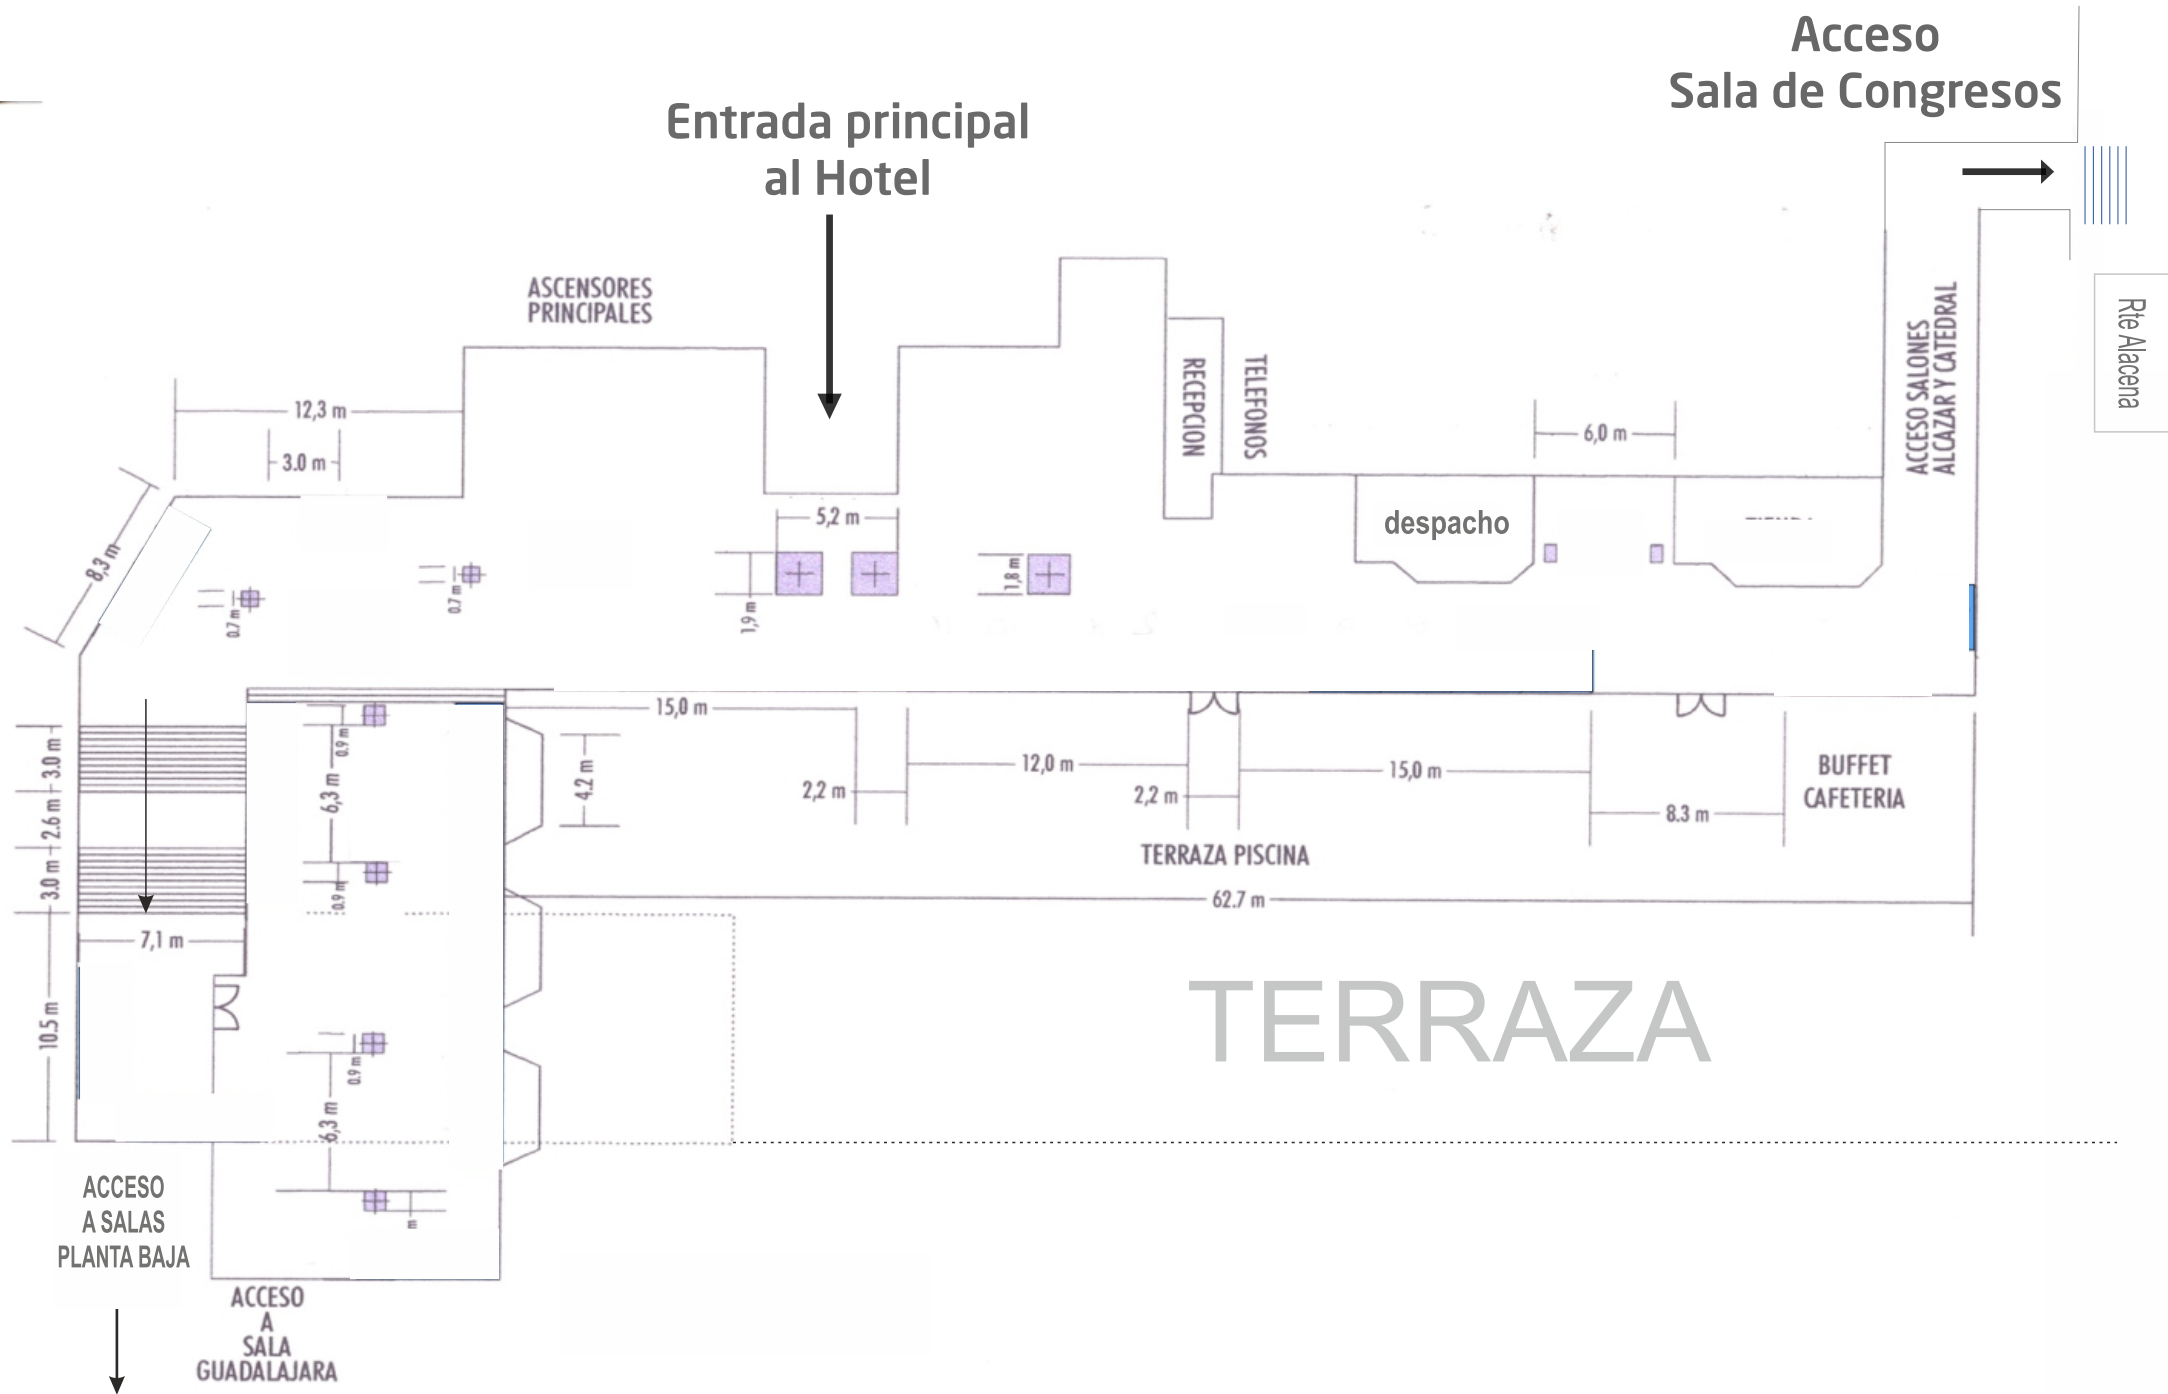 Acceso
Sala de Congresos
Entrada principal
al Hotel
ASCENSORES
PRINCIPALES
RECEPCION
TELEFONOS
ACCESO SALONES
ALCAZAR Y CATEDRAL
Rte Alacena
12,3 m
3.0 m
6,0 m
8,3 m
5,2 m
despacho
0.7 m
0.7 m
1,9 m
1,8 m
15,0 m
0.9 m
3.0 m
6,3 m
4.2 m
2,2 m
12,0 m
2,2 m
15,0 m
8.3 m
BUFFET
CAFETERIA
2.6 m
TERRAZA PISCINA
3.0 m
0.9 m
62.7 m
7,1 m
10.5 m
TERRAZA
0.9 m
6,3 m
m
ACCESO
A SALAS
PLANTA BAJA
ACCESO
A
SALA
GUADALAJARA